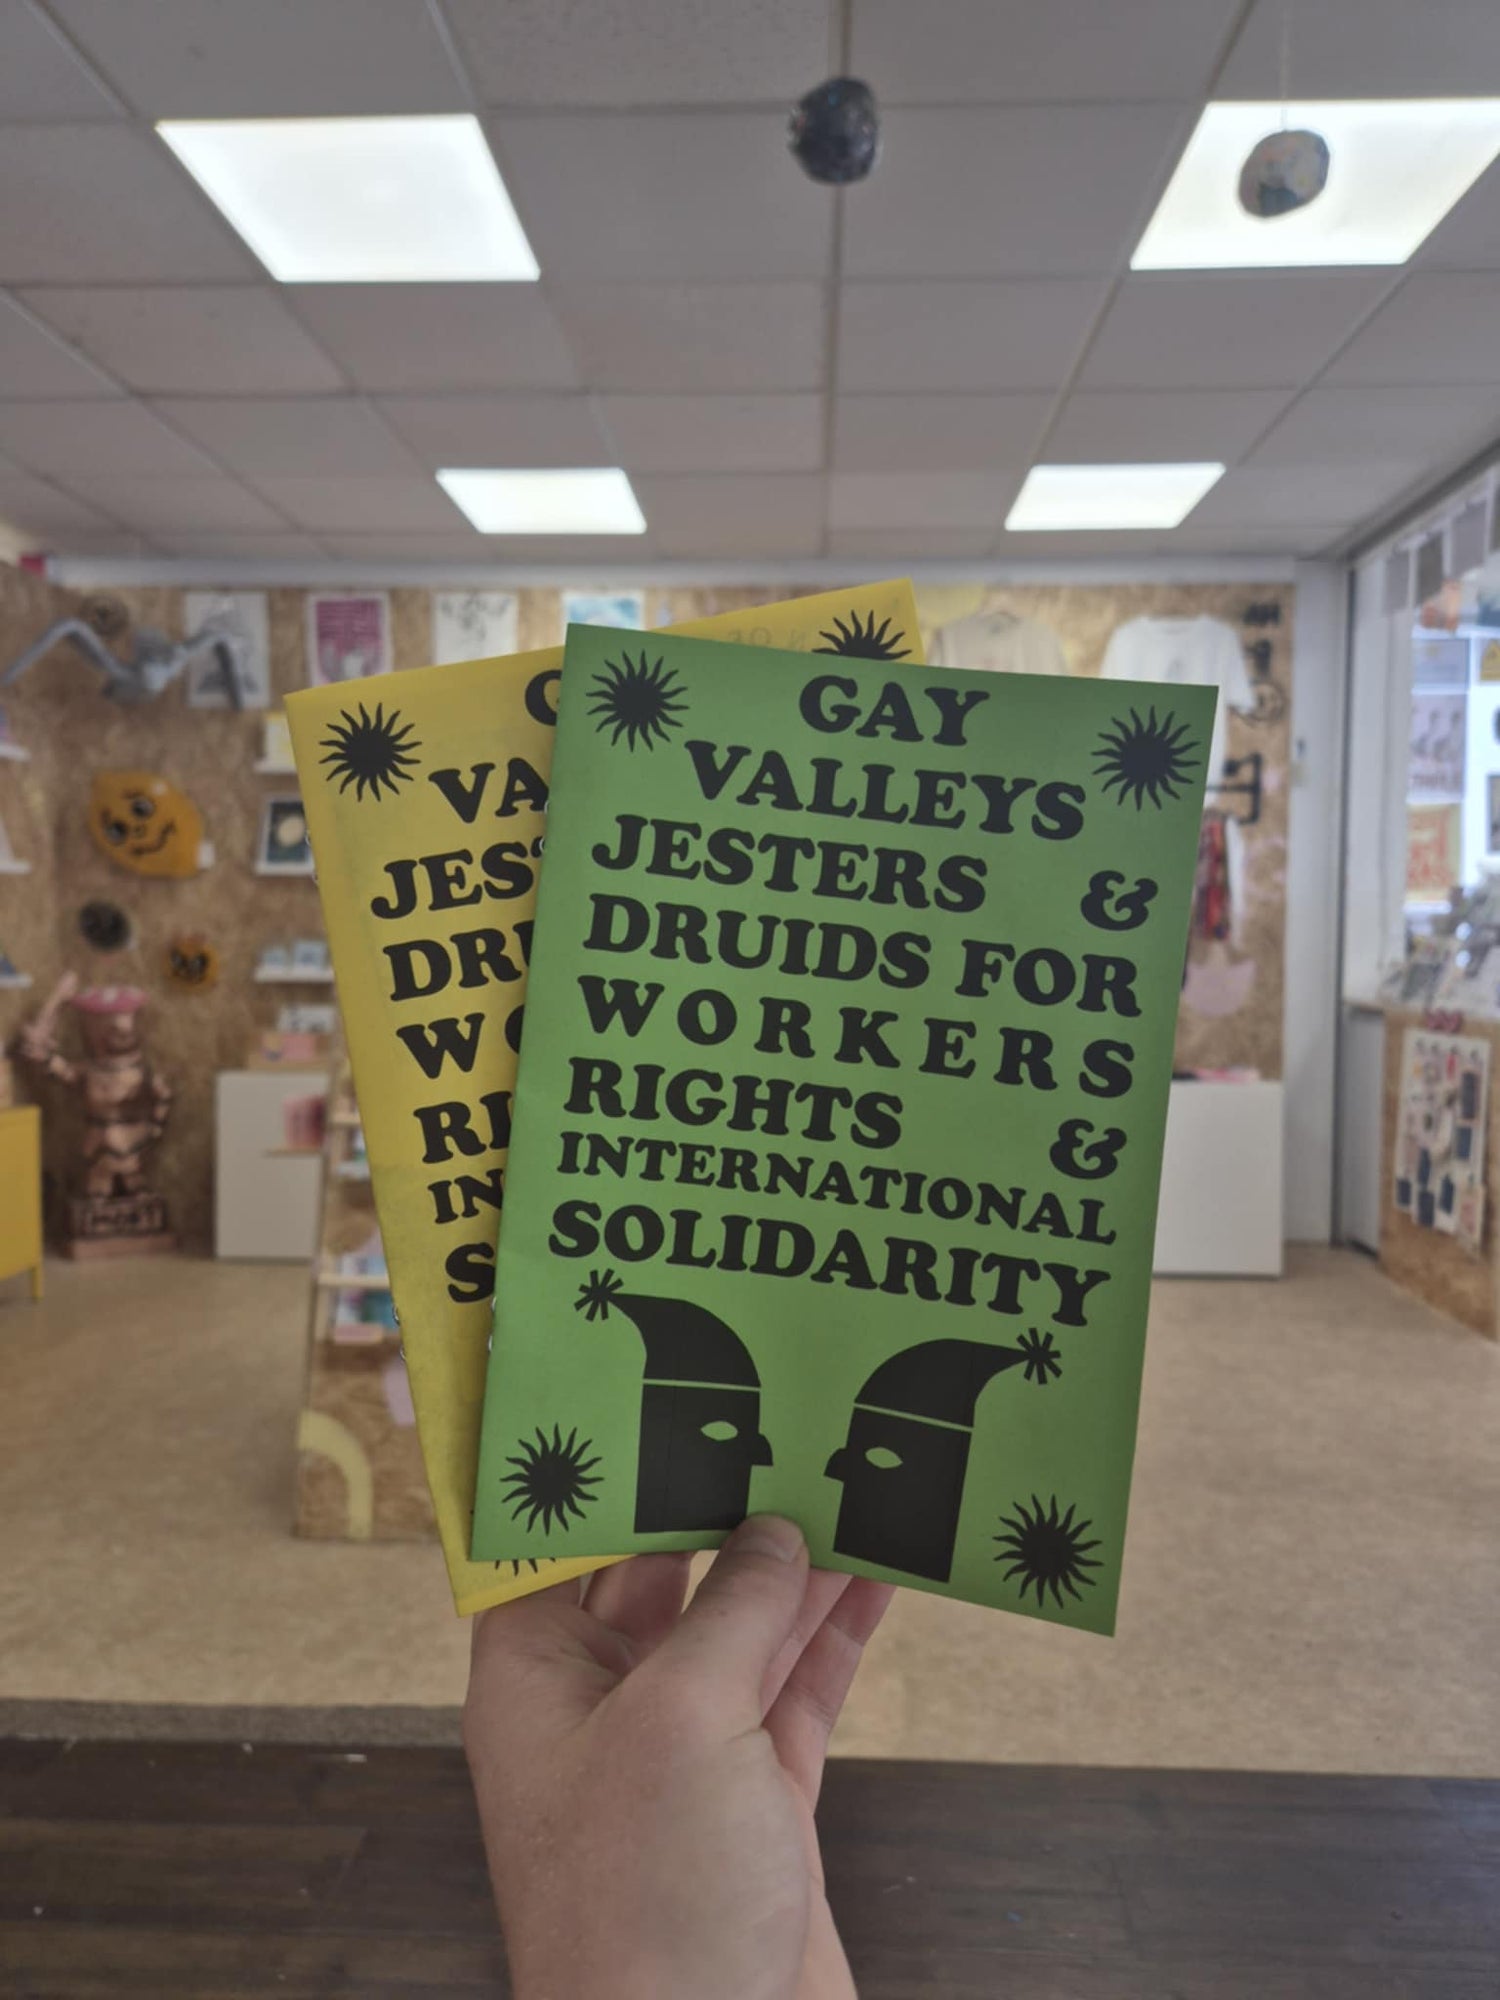 GAY
VALLEYS
JESTERS &
DRUIDS FOR
WORKERS
RIGHTS &
INTERNATIONAL
SOLIDARITY